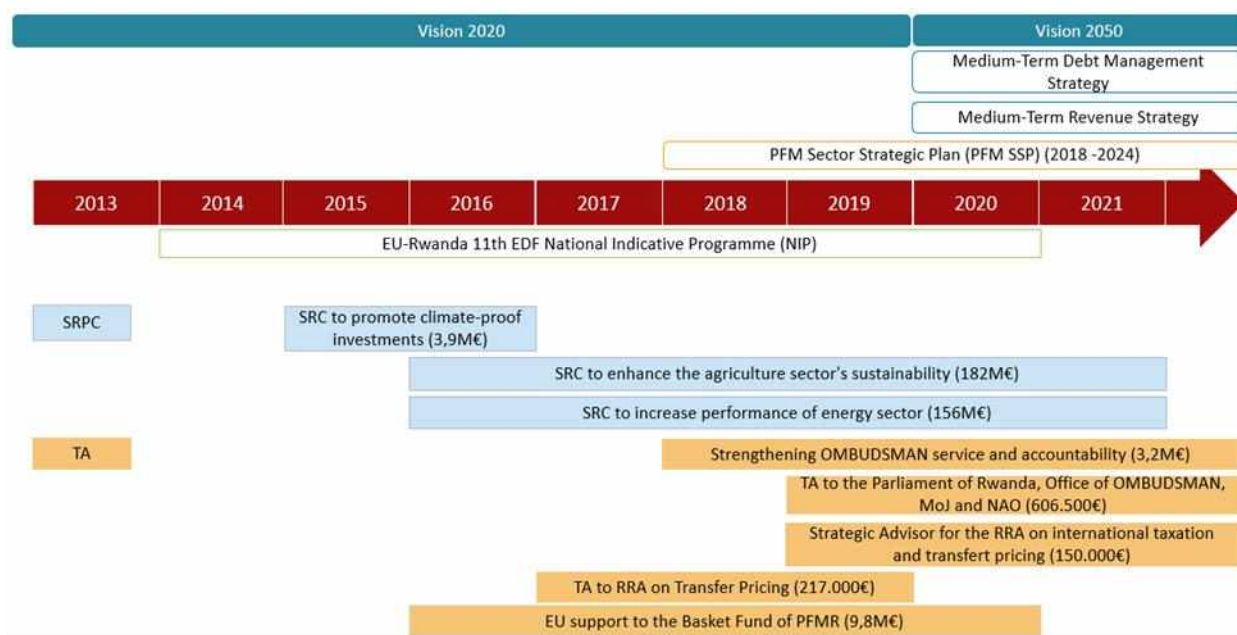 Vision 2020
Vision 2050
Medium-Term Debt Management
Strategy
Medium-Term Revenue Strategy
PFM Sector Strategic Plan (PFM SSP) (2018 -2024)
2013
2014
2015
2016
2017
2018
2019
2020
2021
EU-Rwanda 11th EDF National Indicative Programme (NIP)
SRPC
SRC to promote climate-proof
investments (3,9M€)
SRC to enhance the agriculture sector's sustainability (182M€)
SRC to increase performance of energy sector (156M€)
TA
Strengthening OMBUDSMAN service and accountability (3,2M€)
TA to the Parliament of Rwanda, Office of OMBUDSMAN,
MoJ and NAO (606.500€)
Strategic Advisor for the RRA on international taxation
and transfert pricing (150.000€)
TA to RRA on Transfer Pricing (217.000€)
EU support to the Basket Fund of PFMR (9,8M€)